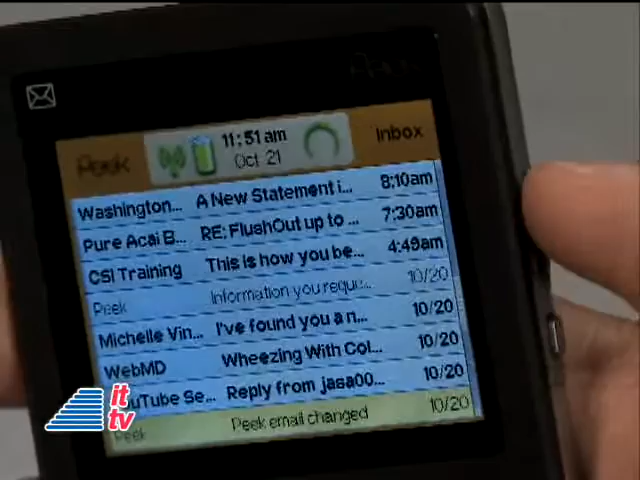 11:51am
Peek Oct 21 Inbox
Washington... A New Statement i... 8:10am
Pure Acai B... RE: FlushOut up to ... 7:30am
CSI Training This is how you be... 4:49am
Peek Information you reque... 10/20
Michelle Vin... I've found you a n... 10/20
WebMD Wheezing With Col... 10/20
uTube Se... Reply from jasa00... 10/20
Peek Peek email changed 10/20
it
tv